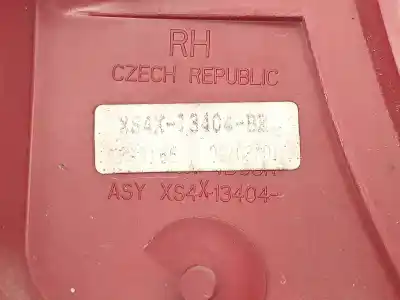 RH
CZECH REPUBLIC
XS4X-13404-BB
ASY XS4X-13404-